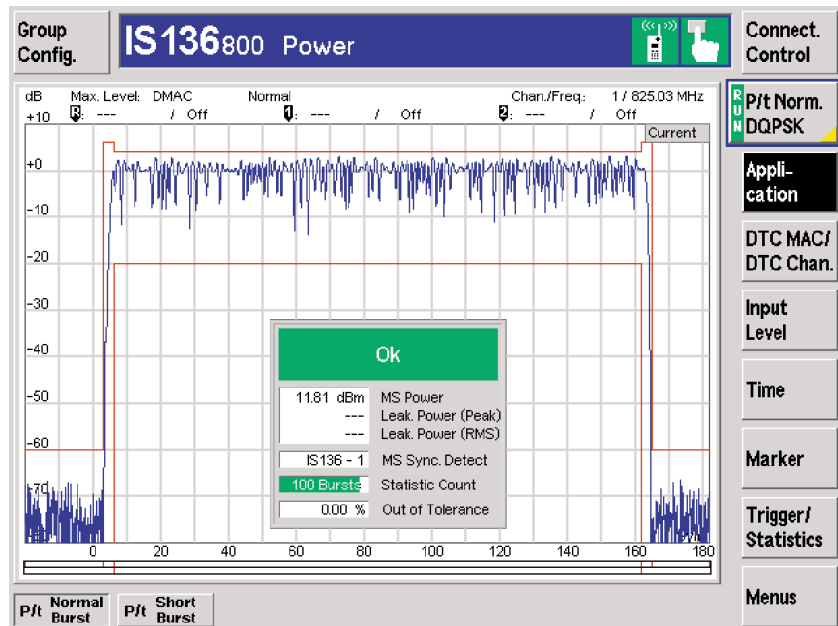 Group Config.
IS136800 Power
Connect. Control
dB Max. Level: DMAC Normal Chan./Freq.: 1 / 825.03 MHz
R: --- / Off 1: --- / Off 2: --- / Off
Current
+10
+0
-10
-20
-30
-40
-50
-60
-70
0 20 40 60 80 100 120 140 160 180
Ok
11.81 dBm MS Power
--- Leak. Power (Peak)
--- Leak. Power (RMS)
IS136 - 1 MS Sync. Detect
100 Bursts Statistic Count
0.00 % Out of Tolerance
RUN
P/t Norm.
DQPSK
Appli-
cation
DTC MAC/
DTC Chan.
Input
Level
Time
Marker
Trigger/
Statistics
Menus
P/t Normal Burst
P/t Short Burst